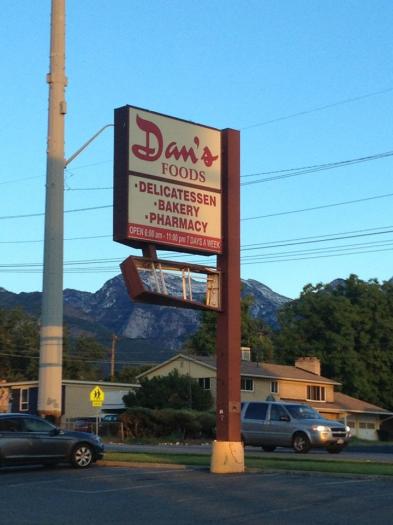 Dan's
FOODS
·DELICATESSEN
·BAKERY
·PHARMACY
OPEN 6:00 am - 11:00 pm 7 DAYS A WEEK